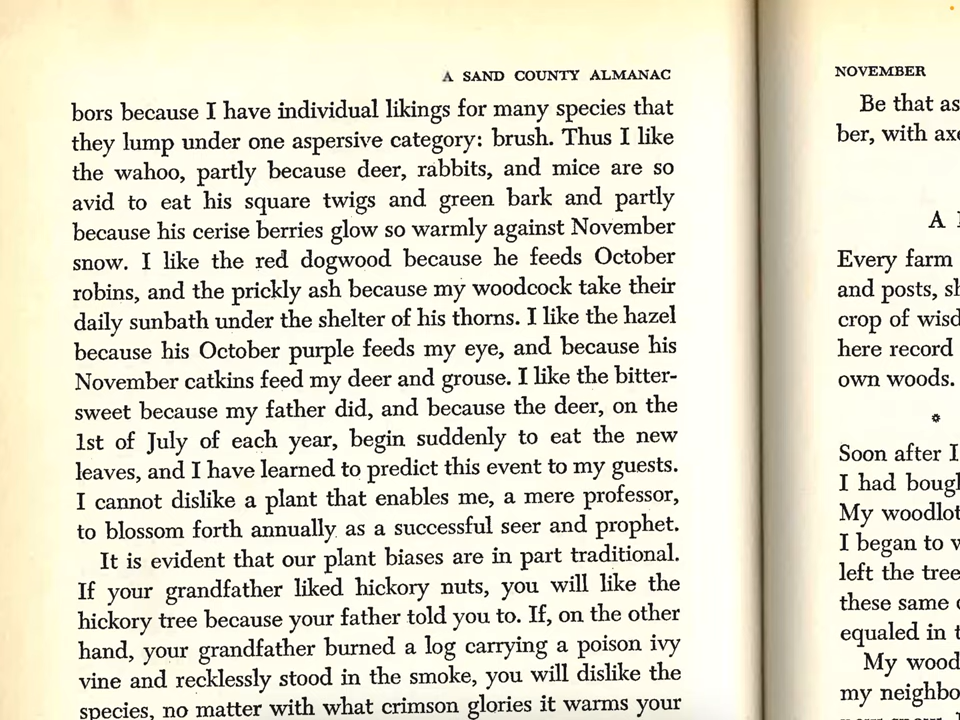 A SAND COUNTY ALMANAC
bors because I have individual likings for many species that
they lump under one aspersive category: brush. Thus I like
the wahoo, partly because deer, rabbits, and mice are so
avid to eat his square twigs and green bark and partly
because his cerise berries glow so warmly against November
snow. I like the red dogwood because he feeds October
robins, and the prickly ash because my woodcock take their
daily sunbath under the shelter of his thorns. I like the hazel
because his October purple feeds my eye, and because his
November catkins feed my deer and grouse. I like the bitter-
sweet because my father did, and because the deer, on the
1st of July of each year, begin suddenly to eat the new
leaves, and I have learned to predict this event to my guests.
I cannot dislike a plant that enables me, a mere professor,
to blossom forth annually as a successful seer and prophet.
It is evident that our plant biases are in part traditional.
If your grandfather liked hickory nuts, you will like the
hickory tree because your father told you to. If, on the other
hand, your grandfather burned a log carrying a poison ivy
vine and recklessly stood in the smoke, you will dislike the
species, no matter with what crimson glories it warms your
NOVEMBER
Be that as
ber, with axe
A
Every farm
and posts, sh
crop of wisd
here record
own woods.
*
Soon after I
I had bough
My woodlot
I began to w
left the tree
these same
equaled in t
My wood
my neighbo